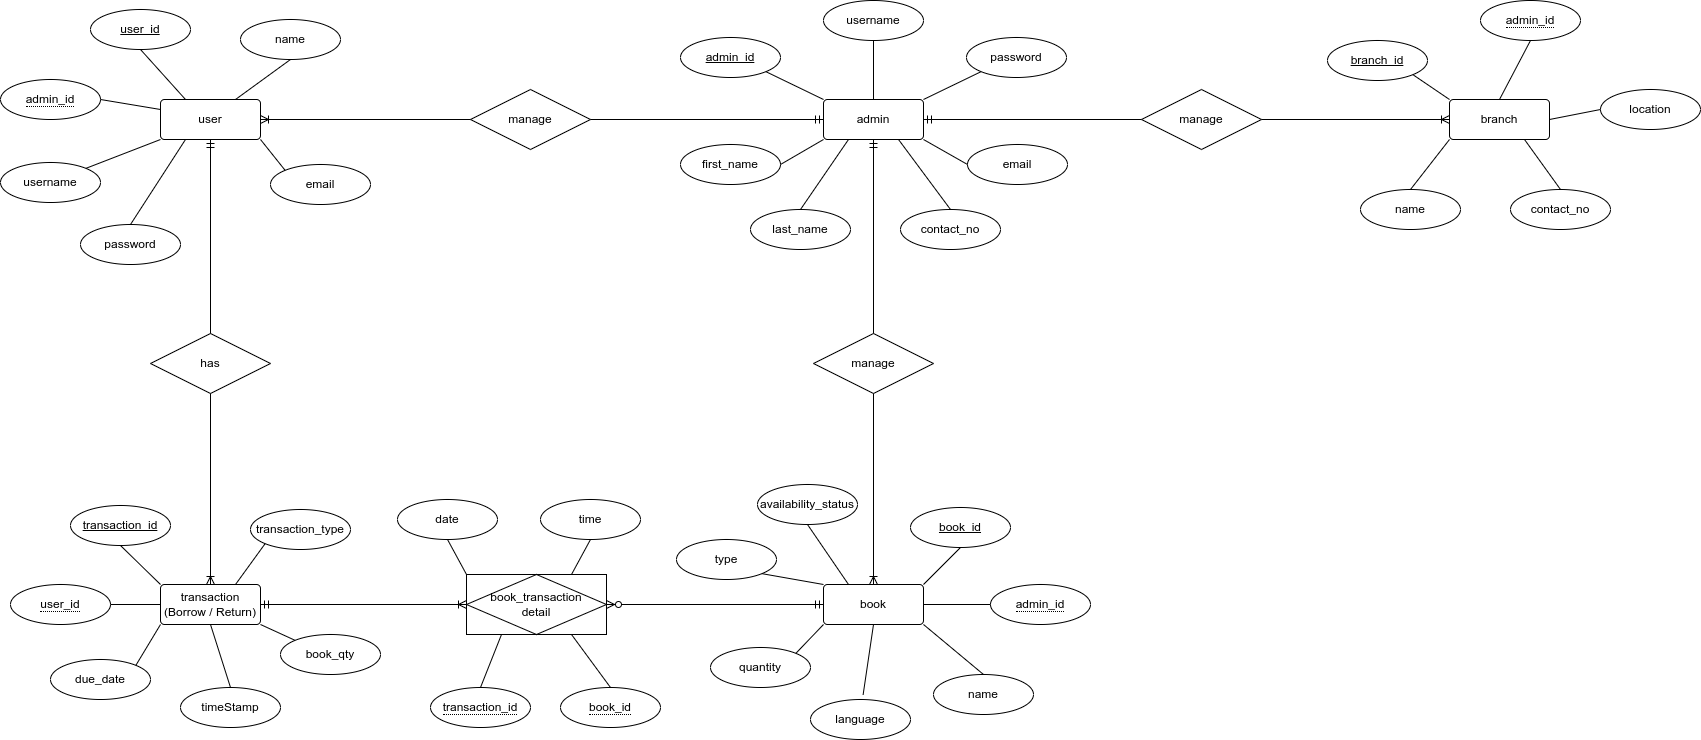 username
admin_id
user_id
name
admin_id
password
branch_id
admin_id
location
user
manage
admin
manage
branch
first_name
email
username
email
password
last_name
contact_no
name
contact_no
has
manage
availability_status
transaction_id
transaction_type
date
time
book_id
type
user_id
transaction
(Borrow / Return)
book_transaction
detail
book
admin_id
due_date
book_qty
quantity
name
timeStamp
transaction_id
book_id
language